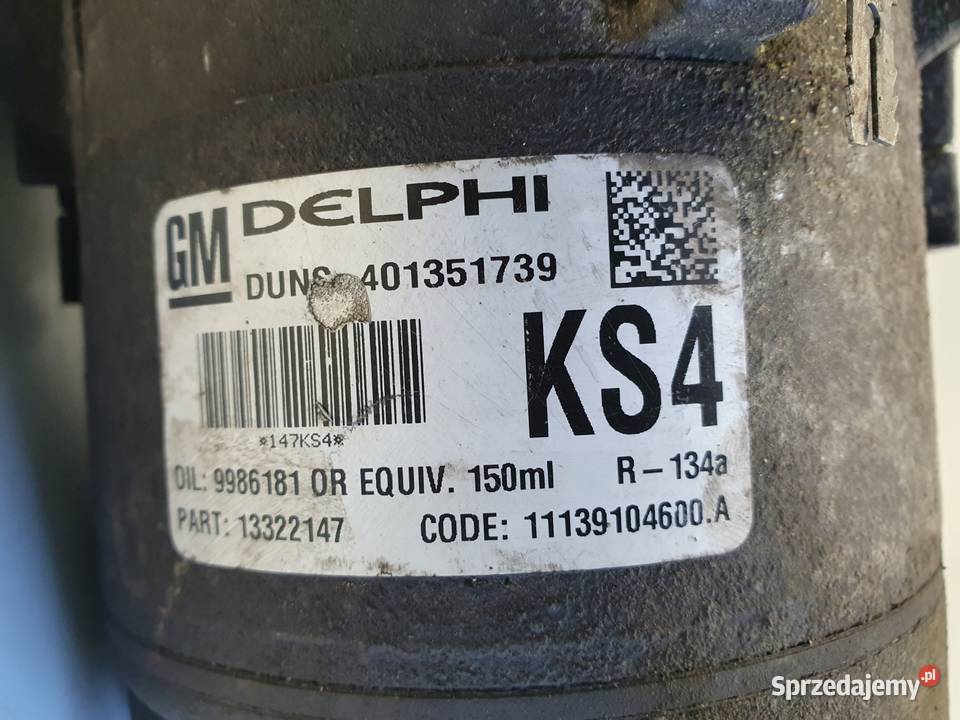 GM DELPHI
DUNS 401351739
KS4
*147KS4*
OIL: 9986181 OR EQUIV. 150ml R-134a
PART: 13322147 CODE: 11139104600.A
Sprzedajemy.pl